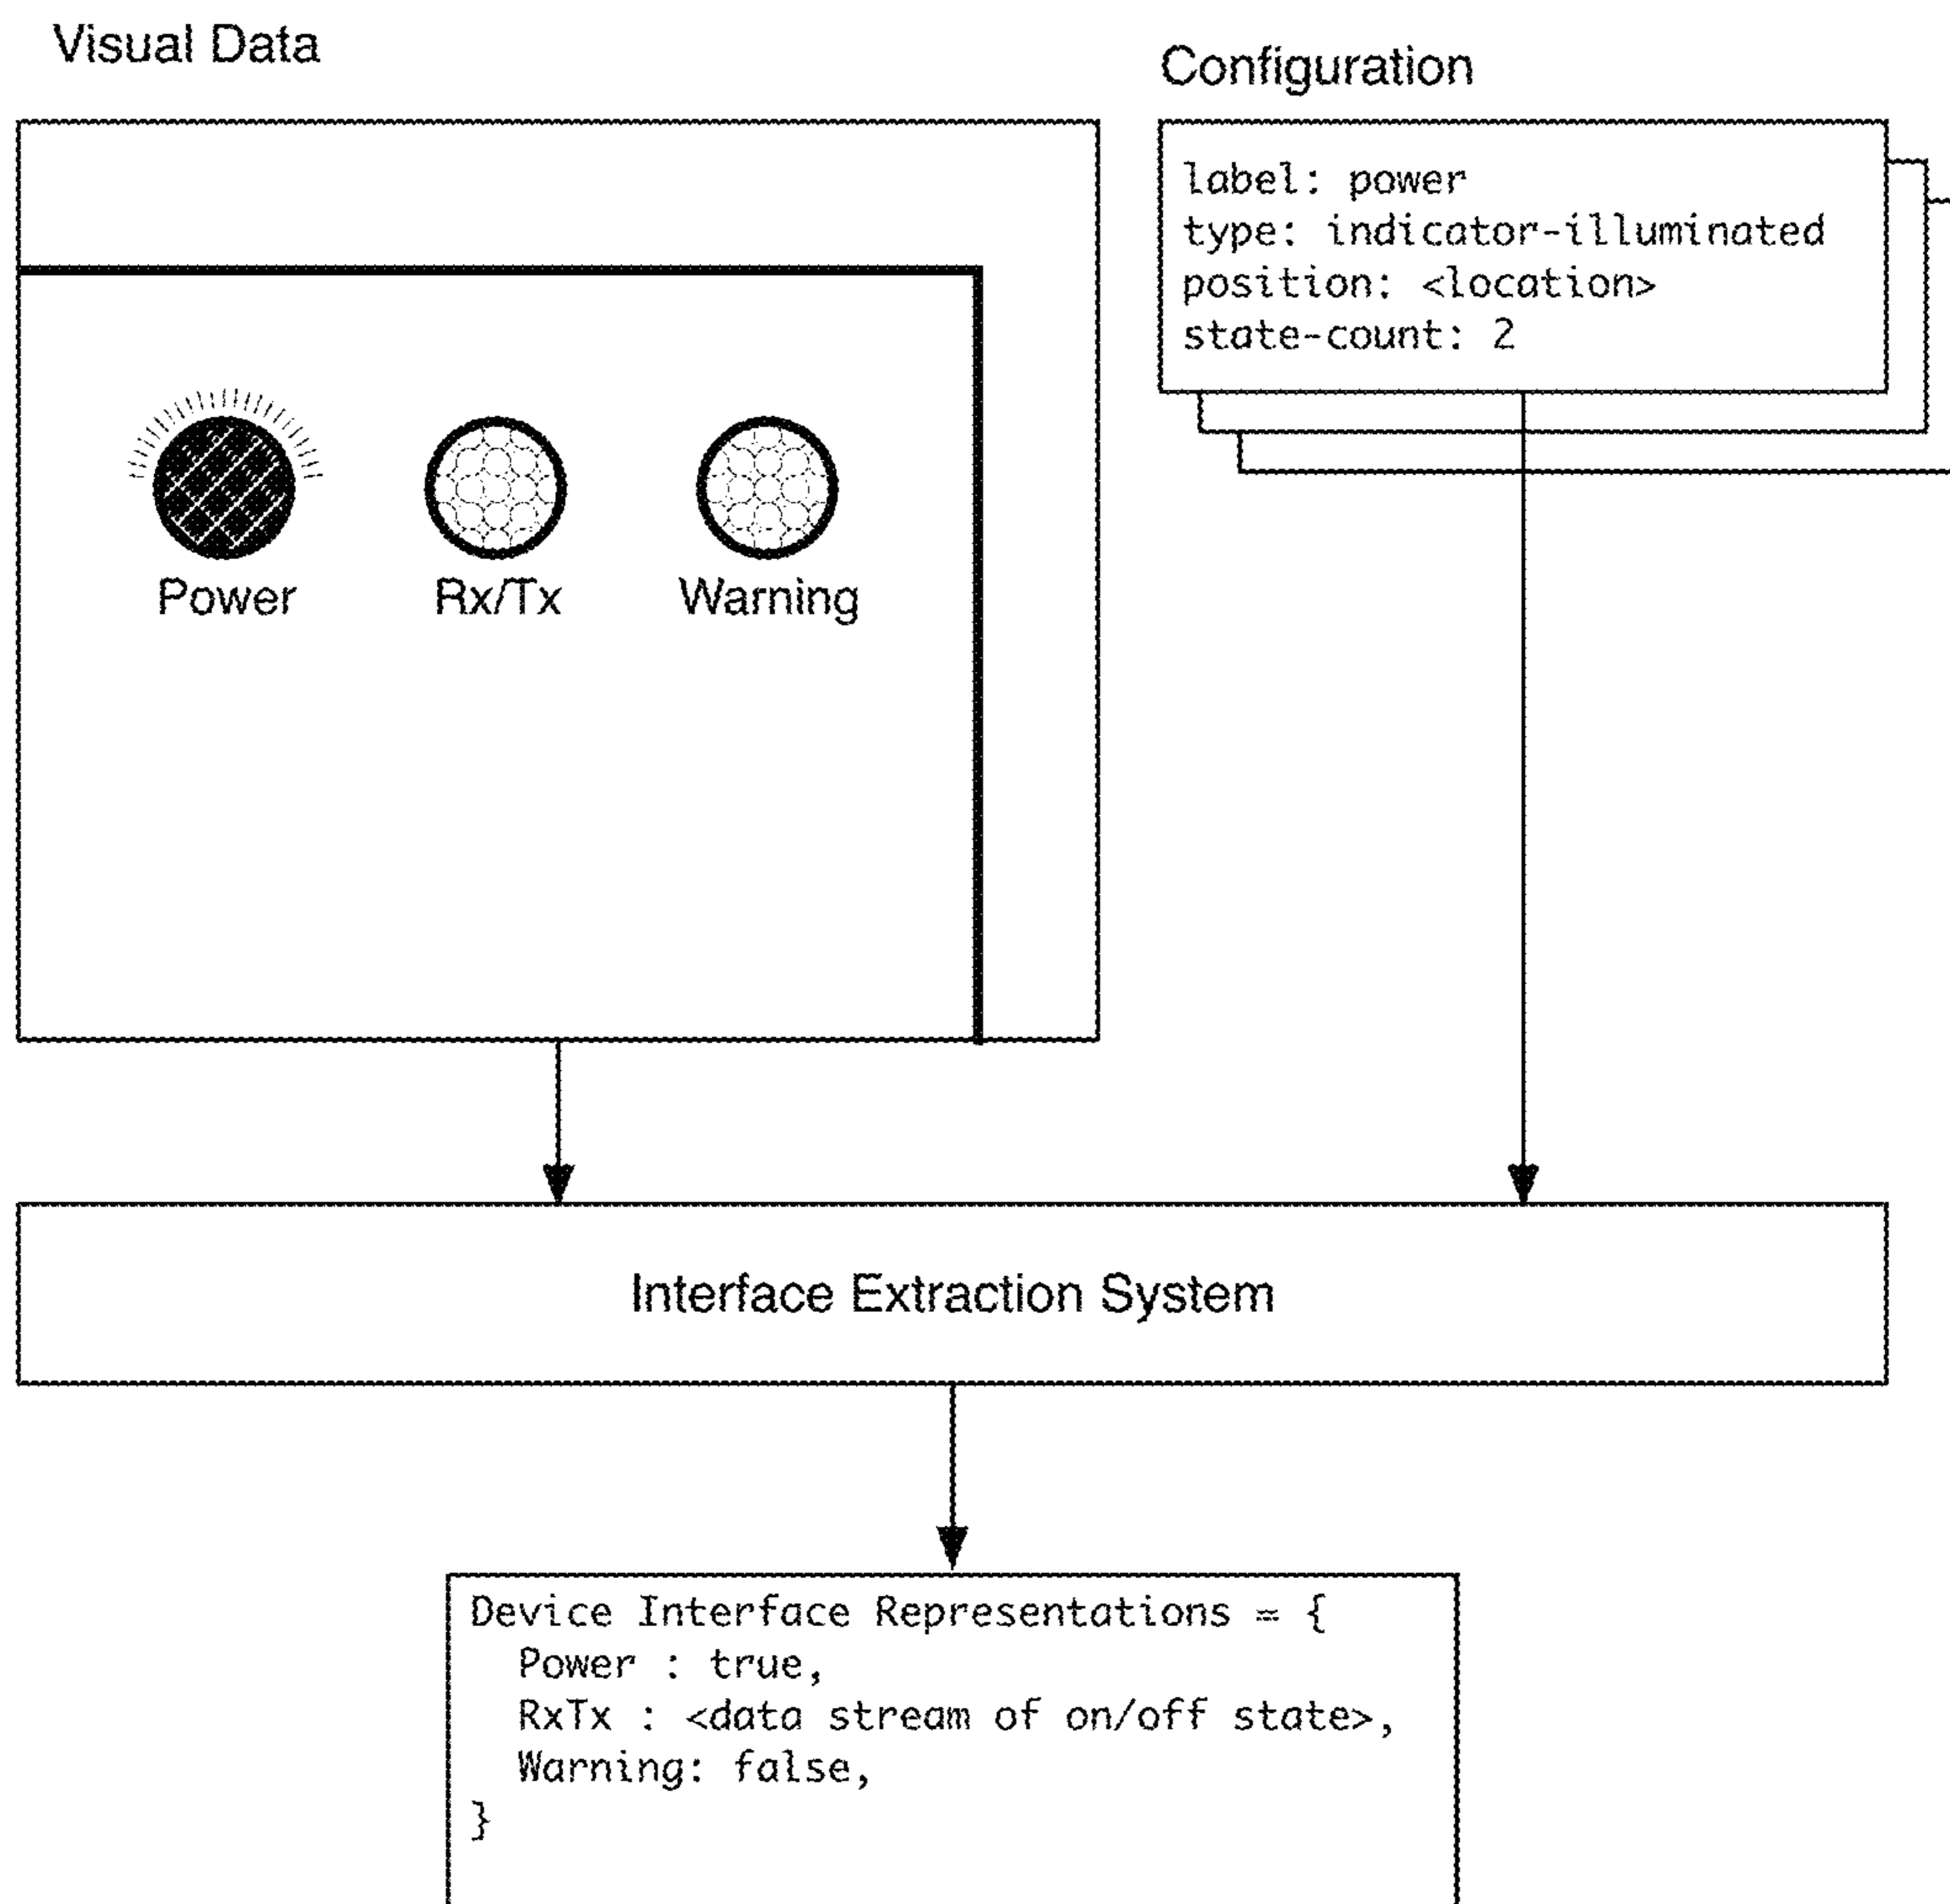 Visual Data
Configuration
label: power
type: indicator-illuminated
position: <location>
state-count: 2
Power
Rx/Tx
Warning
Interface Extraction System
Device Interface Representations = {
Power : true,
RxTx : <data stream of on/off state>,
Warning: false,
}